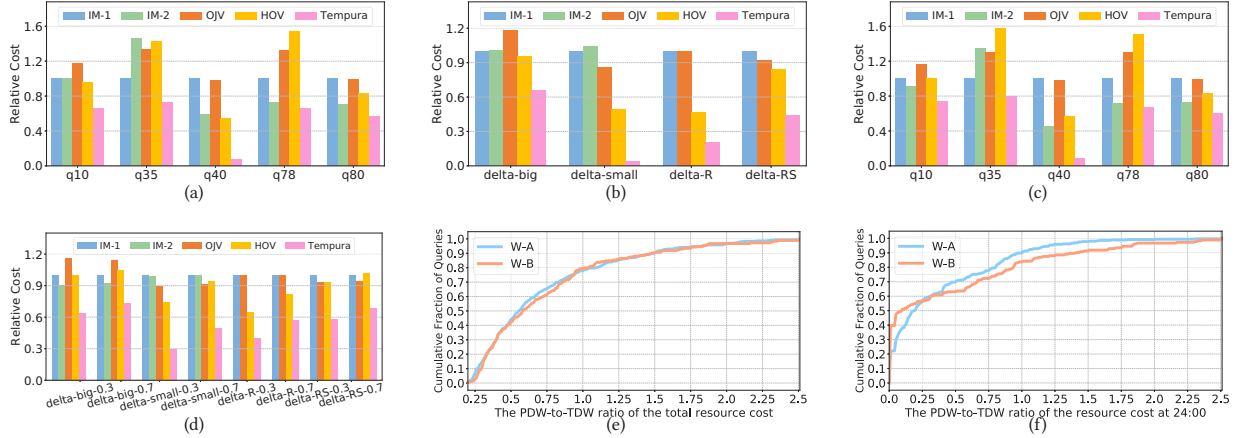 IM-1 IM-2 OJV HOV Tempura
Relative Cost
1.6
1.2
0.8
0.4
0.0
q10 q35 q40 q78 q80
(a)
IM-1 IM-2 OJV HOV Tempura
Relative Cost
1.2
0.9
0.6
0.3
0.0
delta-big delta-small delta-R delta-RS
(b)
IM-1 IM-2 OJV HOV Tempura
Relative Cost
1.6
1.2
0.8
0.4
0.0
q10 q35 q40 q78 q80
(c)
IM-1 IM-2 OJV HOV Tempura
Relative Cost
1.2
0.9
0.6
0.3
0.0
delta-big-0.3 delta-big-0.7 delta-small-0.3 delta-small-0.7 delta-R-0.3 delta-R-0.7 delta-RS-0.3 delta-RS-0.7
(d)
Cumulative Fraction of Queries
1.0
0.9
0.8
0.7
0.6
0.5
0.4
0.3
0.2
0.1
0.0
W-A
W-B
0.2 0.25 0.5 0.75 1.0 1.25 1.5 1.75 2.0 2.25 2.5
The PDW-to-TDW ratio of the total resource cost
(e)
Cumulative Fraction of Queries
1.0
0.9
0.8
0.7
0.6
0.5
0.4
0.3
0.2
0.1
0.0
W-A
W-B
0.0 0.25 0.5 0.75 1.0 1.25 1.5 1.75 2.0 2.25 2.5
The PDW-to-TDW ratio of the resource cost at 24:00
(f)